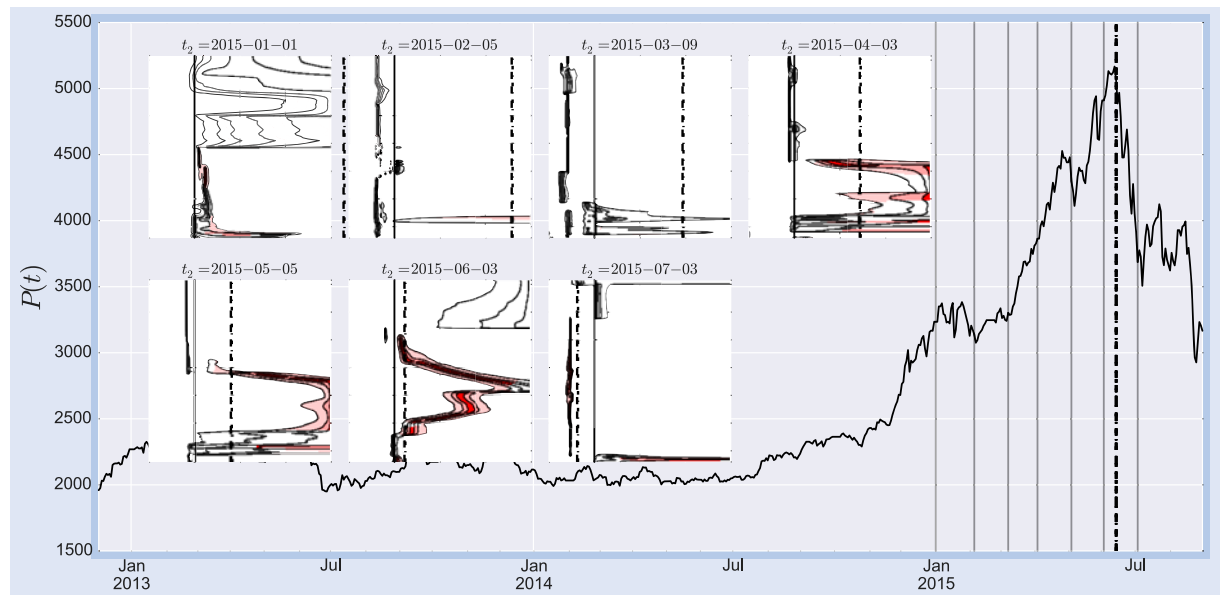 5500
5000
4500
4000
3500
3000
2500
2000
1500
P(t)
t₂ =2015−01−01
t₂ =2015−02−05
t₂ =2015−03−09
t₂ =2015−04−03
t₂ =2015−05−05
t₂ =2015−06−03
t₂ =2015−07−03
Jan
2013
Jul
Jan
2014
Jul
Jan
2015
Jul